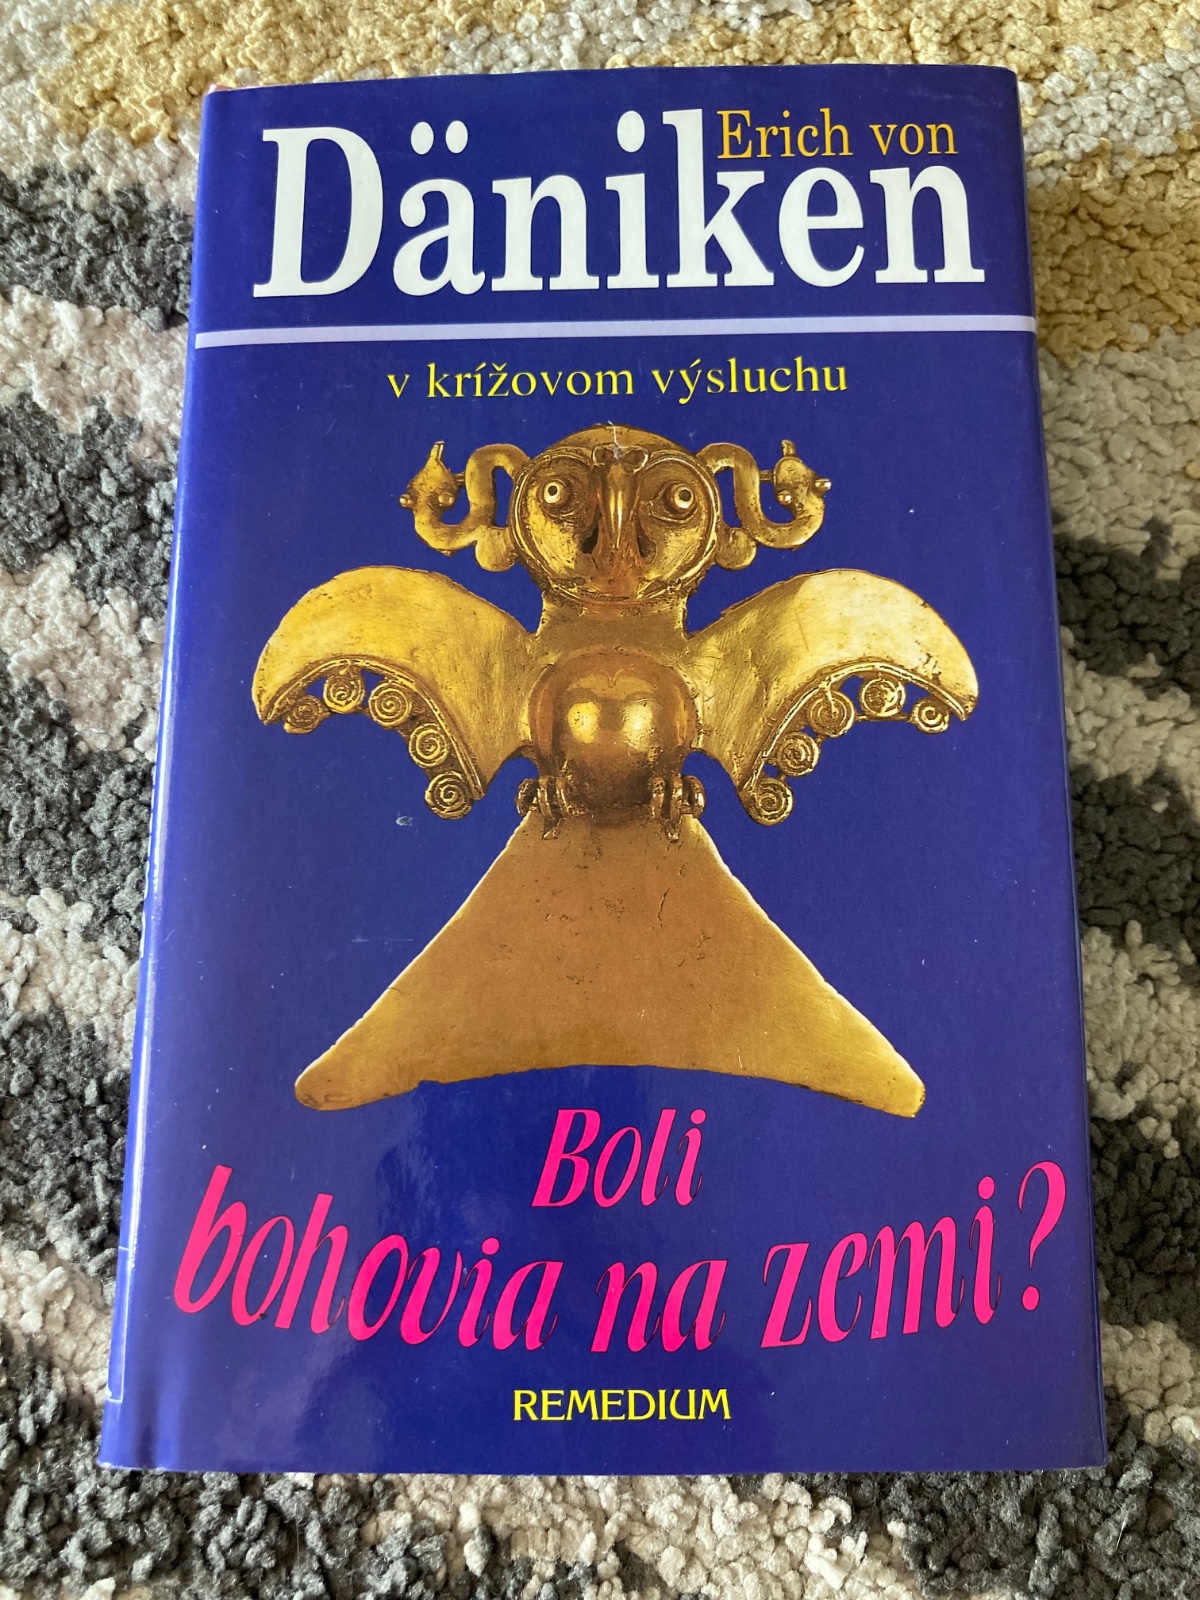 Erich von
Däniken
v krížovom výsluchu
Boli
bohovia na zemi?
REMEDIUM